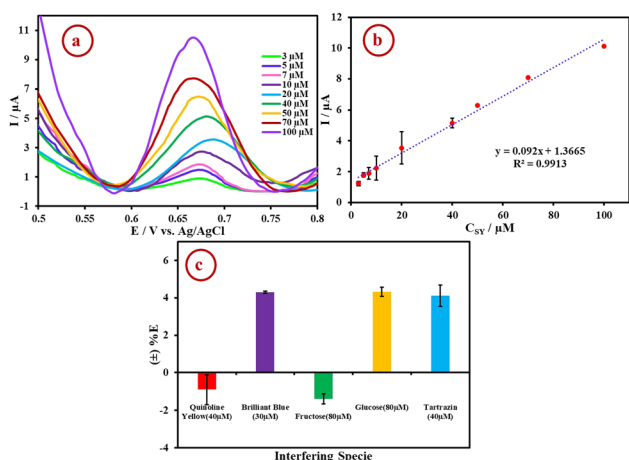 a
I / µA
11
9
7
5
3
1
-1
3 µM
5 µM
7 µM
10 µM
20 µM
40 µM
50 µM
70 µM
100 µM
0.5
0.55
0.6
0.65
0.7
0.75
0.8
E / V vs. Ag/AgCl
b
I / µA
12
10
8
6
4
2
0
y = 0.092x + 1.3665
R² = 0.9913
0
20
40
60
80
100
C_SY / µM
c
(±) %E
6
4
2
0
-2
-4
Quinoline
Yellow(40µM)
Brilliant Blue
(30µM)
Fructose(80µM)
Glucose(80µM)
Tartrazin
(40µM)
Interfering Specie